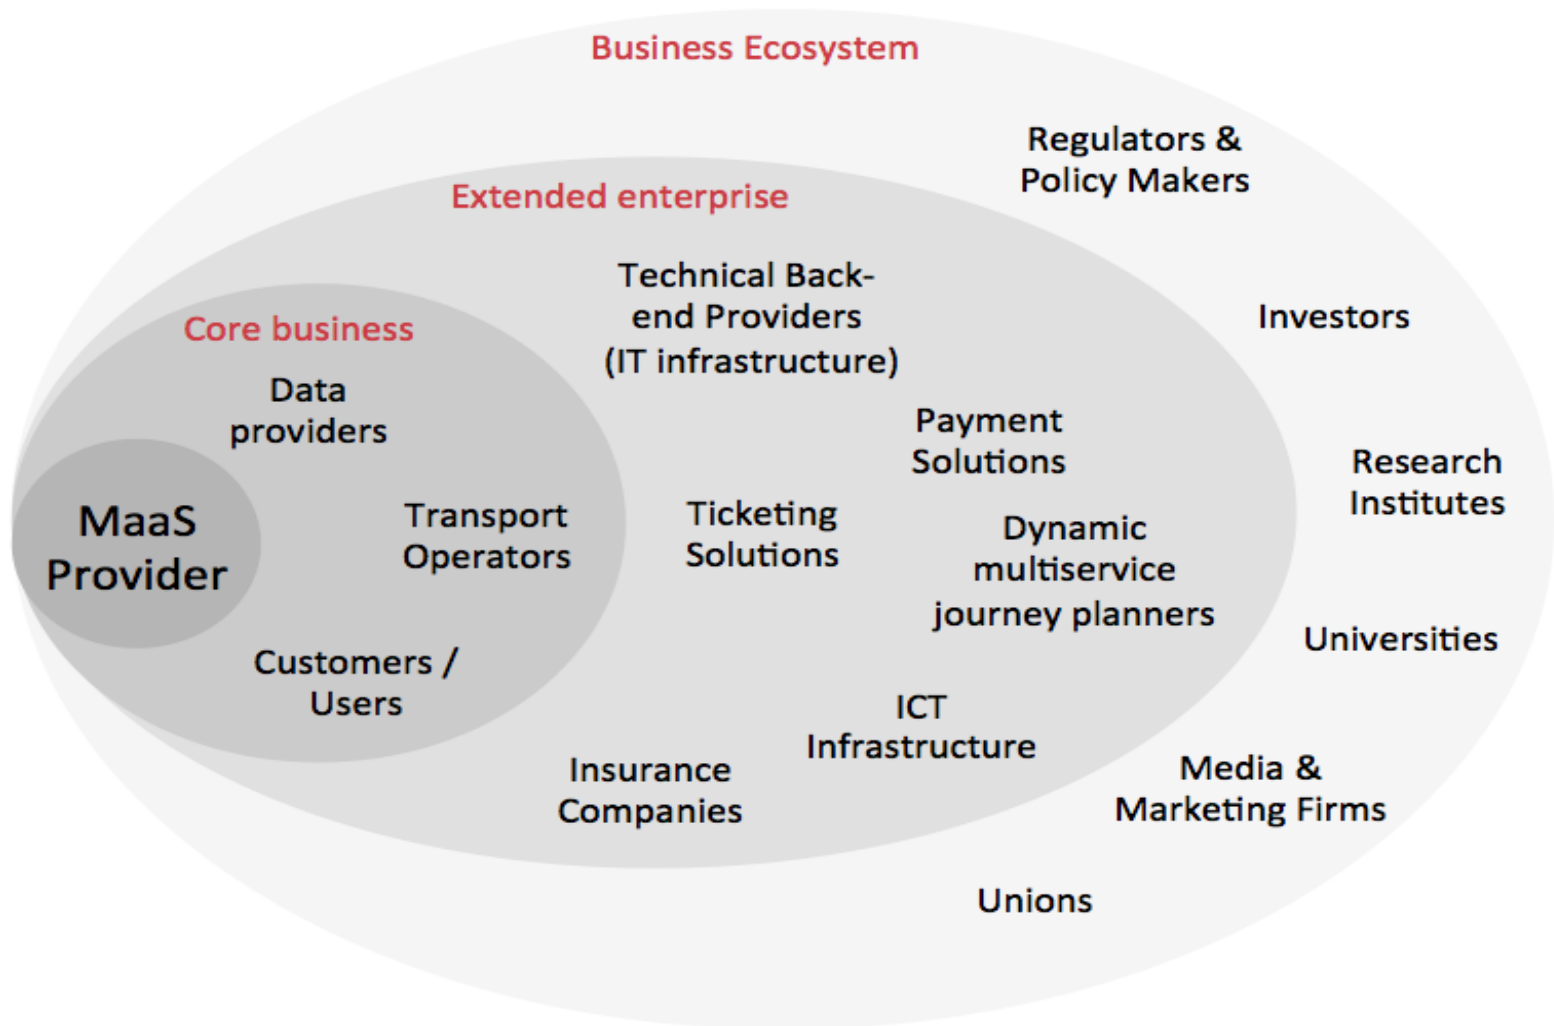 Business Ecosystem
Regulators &
Policy Makers
Extended enterprise
Technical Back-
end Providers
(IT infrastructure)
Investors
Core business
Data
providers
Payment
Solutions
Research
Institutes
MaaS
Provider
Transport
Operators
Ticketing
Solutions
Dynamic
multiservice
journey planners
Universities
Customers /
Users
ICT
Infrastructure
Insurance
Companies
Media &
Marketing Firms
Unions